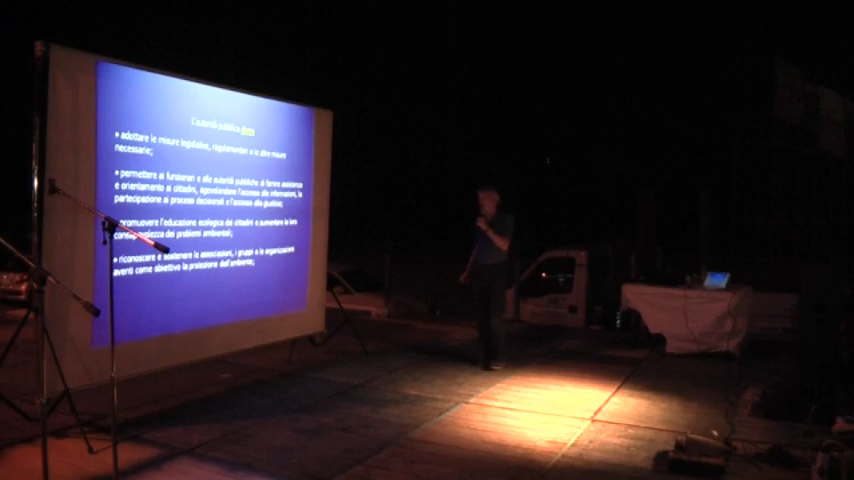 L'autorità pubblica deve
» adottare le misure legislative, regolamentari o le altre misure
necessarie;
» permettere ai funzionari e alle autorità pubbliche di fornire assistenza
e orientamento ai cittadini, agevolandone l'accesso alle informazioni, la
partecipazione ai processi decisionali e l'accesso alla giustizia;
promuovere l'educazione ecologica dei cittadini e aumentare la loro
consapevolezza dei problemi ambientali;
» riconoscere e sostenere le associazioni, i gruppi e le organizzazioni
aventi come obiettivo la protezione dell'ambiente;